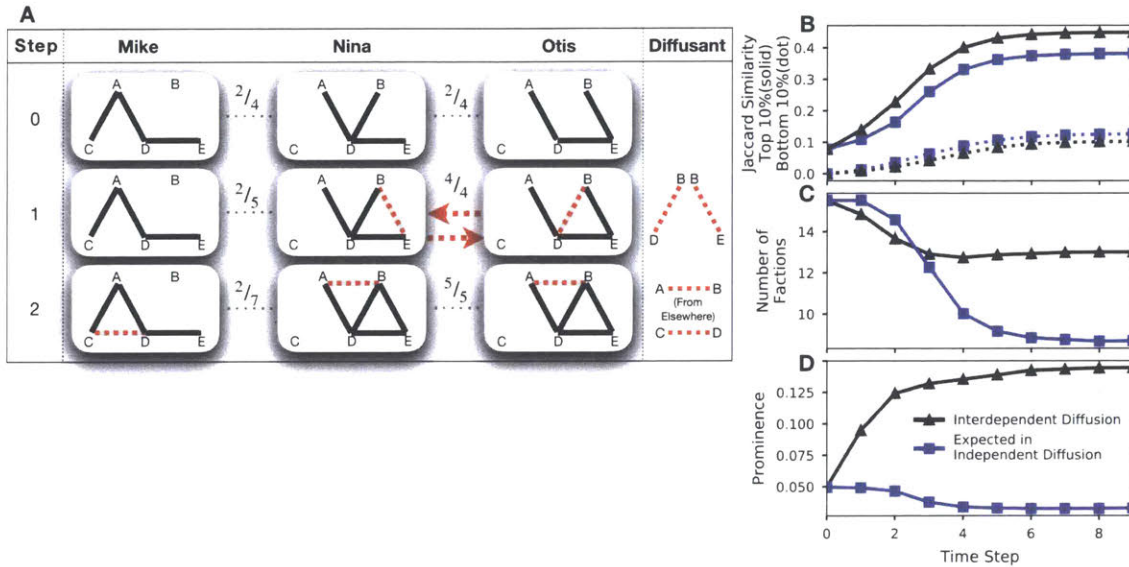 A
Step Mike Nina Otis Diffusant
0
A B
C D E
2/4
A B
C D E
2/4
A B
C D E
1
A B
C D E
2/5
A B
C D E
4/4
A B
C D E
B B
D E
2
A B
C D E
2/7
A B
C D E
5/5
A B
C D E
A B
(From
Elsewhere)
C D
B
Jaccard Similarity
Top 10%(solid)
Bottom 10%(dot)
0.4
0.3
0.2
0.1
0.0
C
Number of
Factions
14
12
10
D
Prominence
0.125
0.100
0.075
0.050
Interdependent Diffusion
Expected in
Independent Diffusion
0 2 4 6 8
Time Step